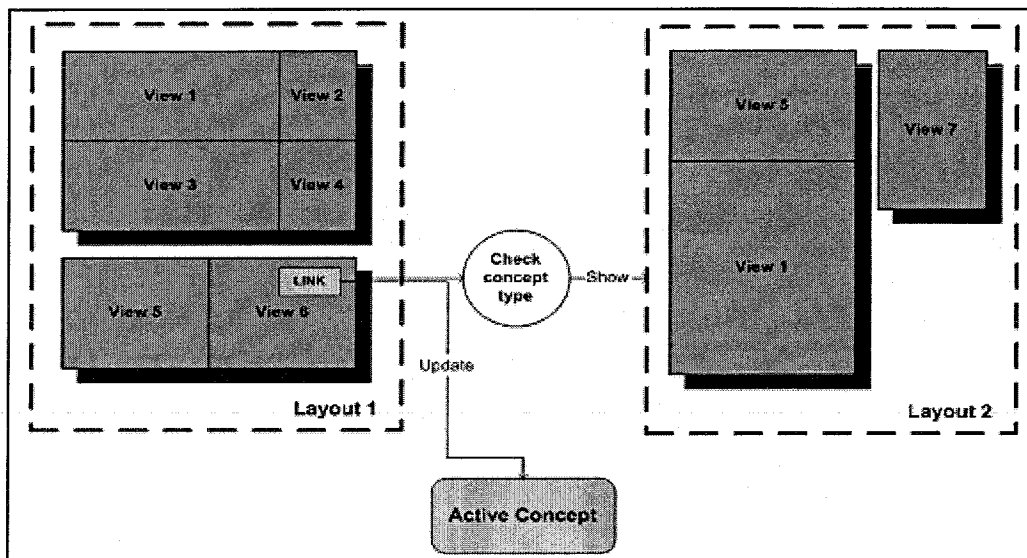 View 1
View 2
View 3
View 4
View 5
LINK
View 6
Layout 1
Check
concept
type
Show
Update
Active Concept
View 5
View 7
View 1
Layout 2